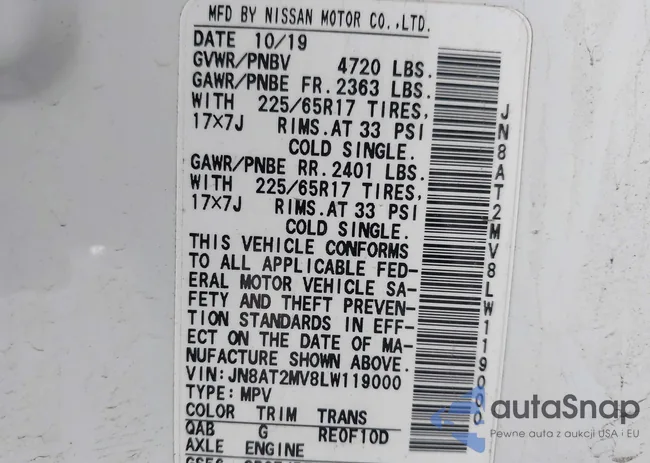 MFD BY NISSAN MOTOR CO.,LTD.
DATE 10/19
GVWR/PNBV 4720 LBS.
GAWR/PNBE FR. 2363 LBS.
WITH 225/65R17 TIRES,
17×7J RIMS.AT 33 PSI
COLD SINGLE.
GAWR/PNBE RR. 2401 LBS.
WITH 225/65R17 TIRES,
17×7J RIMS.AT 33 PSI
COLD SINGLE.
THIS VEHICLE CONFORMS
TO ALL APPLICABLE FED-
ERAL MOTOR VEHICLE SA-
FETY AND THEFT PREVEN-
TION STANDARDS IN EFF-
ECT ON THE DATE OF MA-
NUFACTURE SHOWN ABOVE.
VIN: JN8AT2MV8LW119000
TYPE: MPV
COLOR TRIM TRANS
QAB G RE0F10D
AXLE ENGINE
JN8AT2MV8LW119000
autaSnap
Pewne auta z aukcji USA i EU